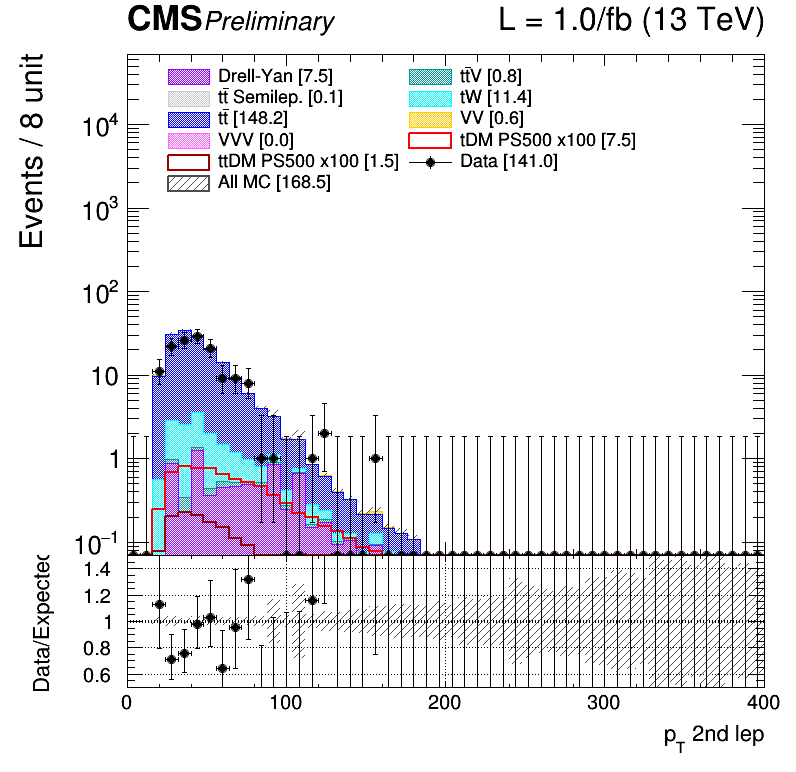 CMS Preliminary L = 1.0/fb (13 TeV)
Events / 8 unit
Drell-Yan [7.5] tt̄V [0.8]
tt̄ Semilep. [0.1] tW [11.4]
tt̄ [148.2] VV [0.6]
VVV [0.0] tDM PS500 x100 [7.5]
ttDM PS500 x100 [1.5] Data [141.0]
All MC [168.5]
10⁴
10³
10²
10
1
10⁻¹
Data/Expected
1.4
1.2
1
0.8
0.6
0 100 200 300 400
p_T 2nd lep